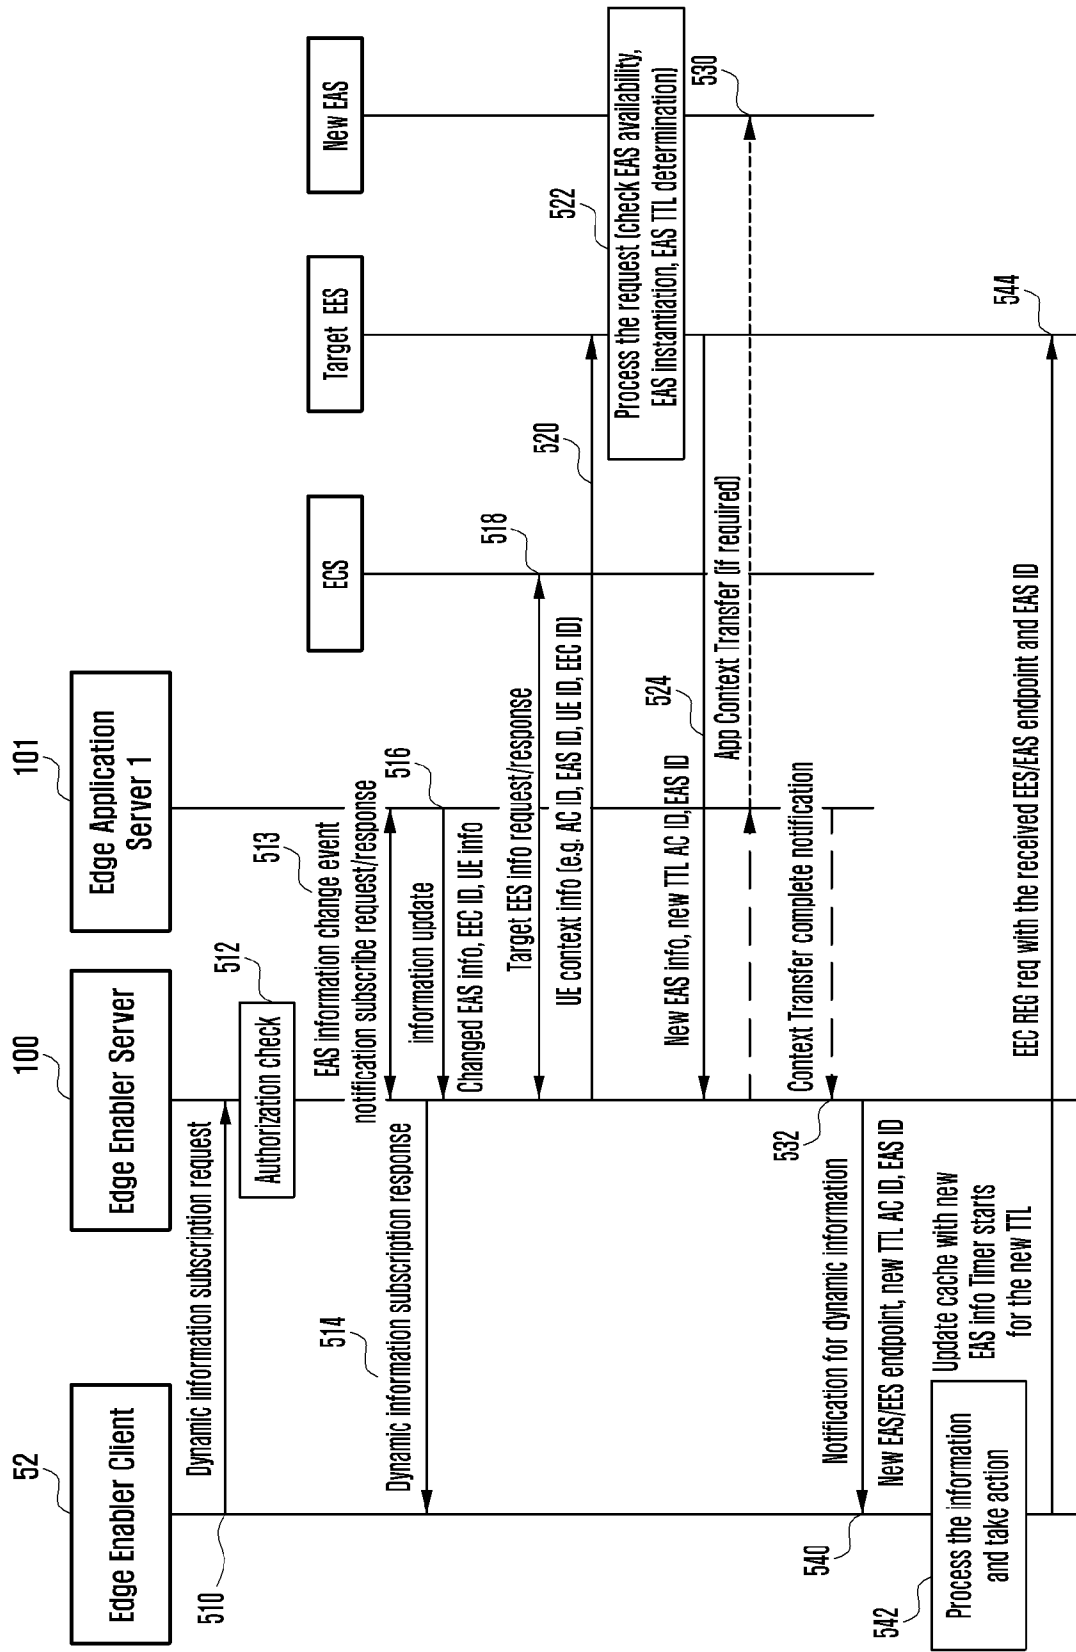 52
Edge Enabler Client
100
Edge Enabler Server
101
Edge Application
Server 1
ECS
Target EES
New EAS
Dynamic information subscription request
510
512
Authorization check
513
EAS information change event
notification subscribe request/response
Dynamic information subscription response
514
516
information update
Changed EAS info, EEC ID, UE info
518
Target EES info request/response
520
UE context info (e.g. AC ID, EAS ID, UE ID, EEC ID)
522
Process the request (check EAS availability,
EAS instantiation, EAS TTL determination)
524
New EAS info, new TTL AC ID, EAS ID
App Context Transfer (if required)
530
Context Transfer complete notification
532
Notification for dynamic information
540
New EAS/EES endpoint, new TTL AC ID, EAS ID
542
Process the information
and take action
Update cache with new
EAS info Timer starts
for the new TTL
EEC REG req with the received EES/EAS endpoint and EAS ID
544